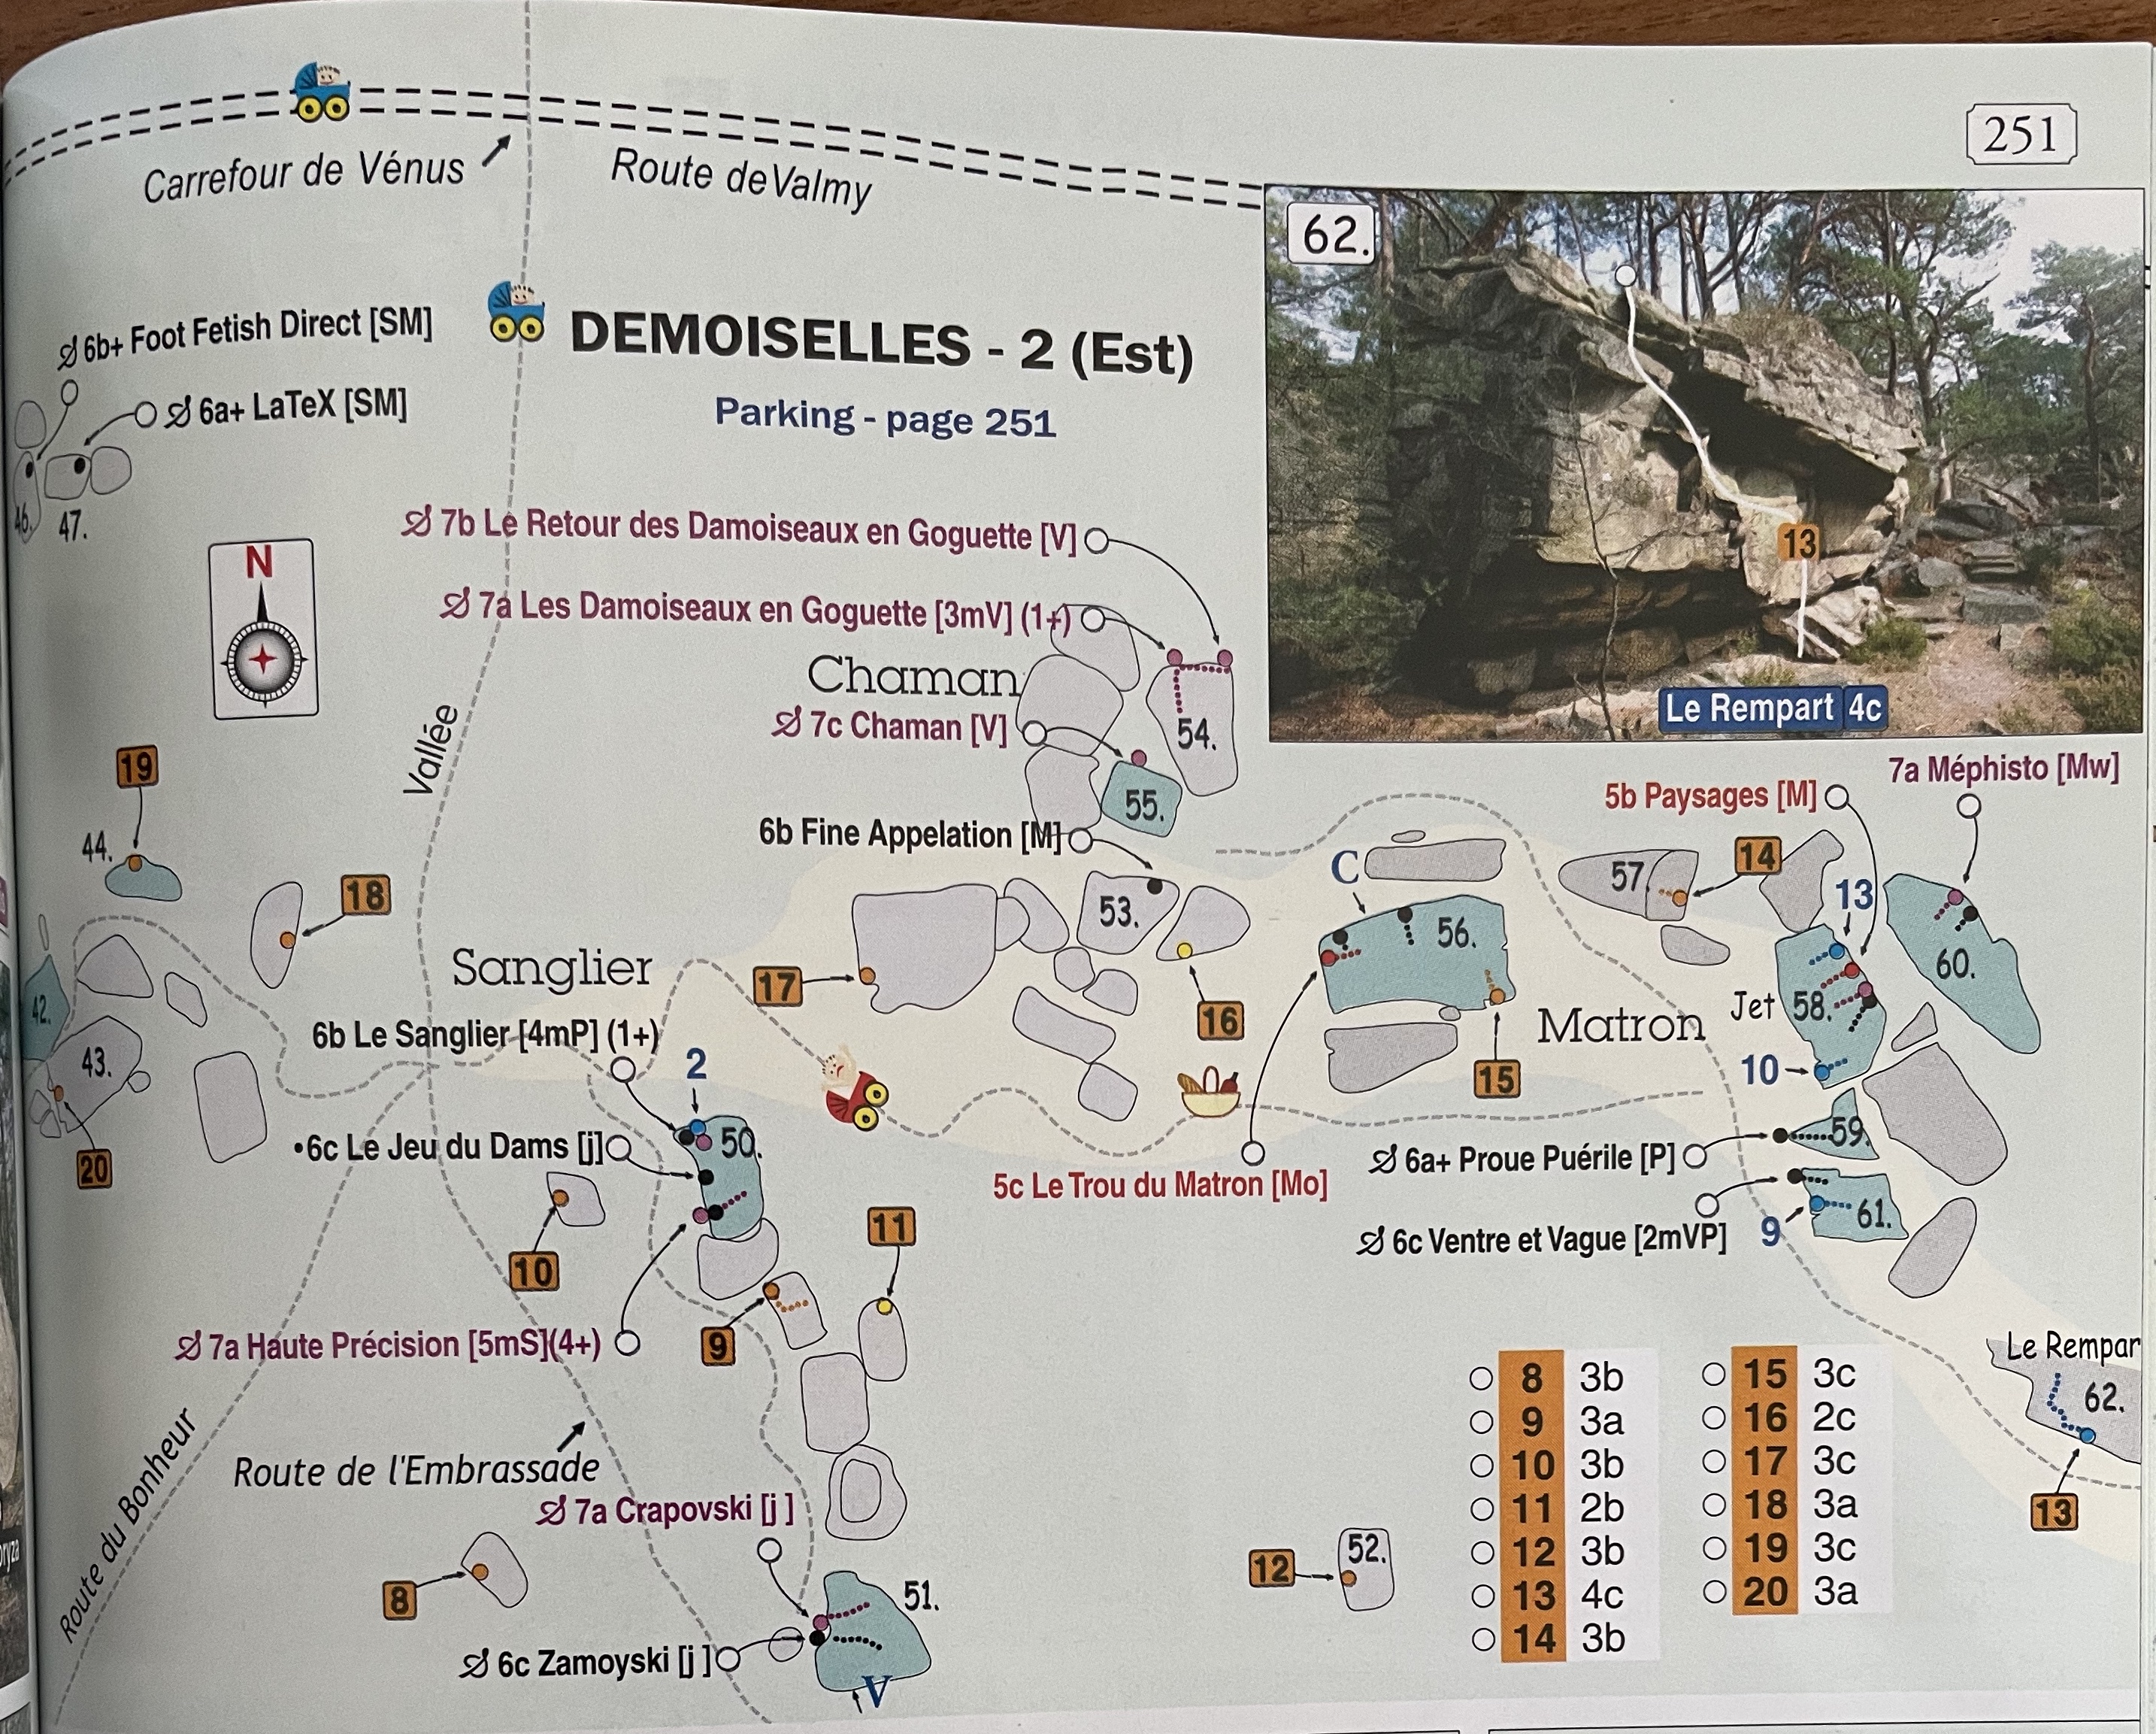 251
Carrefour de Vénus
Route de Valmy
62.
13
Le Rempart 4c
6b+ Foot Fetish Direct [SM]
6a+ LaTeX [SM]
46.
47.
DEMOISELLES - 2 (Est)
Parking - page 251
N
7b Le Retour des Damoiseaux en Goguette [V]
7a Les Damoiseaux en Goguette [3mV] (1+)
Chaman
7c Chaman [V]
54.
55.
Vallée
19
44.
18
42.
43.
20
6b Fine Appelation [M]
53.
17
16
Sanglier
6b Le Sanglier [4mP] (1+)
2
•6c Le Jeu du Dams [j]
50.
10
11
9
7a Haute Précision [5mS](4+)
C
56.
15
Matron
5c Le Trou du Matron [Mo]
5b Paysages [M]
7a Méphisto [Mw]
57.
14
13
60.
Jet
58.
10
6a+ Proue Puérile [P]
59.
6c Ventre et Vague [2mVP]
9
61.
Le Rempar
62.
13
Route du Bonheur
Route de l'Embrassade
7a Crapovski [j ]
8
6c Zamoyski [j ]
51.
V
12
52.
8 3b
9 3a
10 3b
11 2b
12 3b
13 4c
14 3b
15 3c
16 2c
17 3c
18 3a
19 3c
20 3a